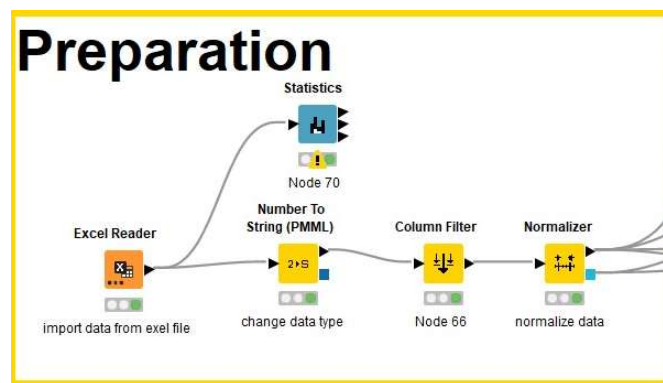 Preparation
Statistics
Node 70
Excel Reader
import data from exel file
Number To
String (PMML)
2 S
change data type
Column Filter
Node 66
Normalizer
normalize data